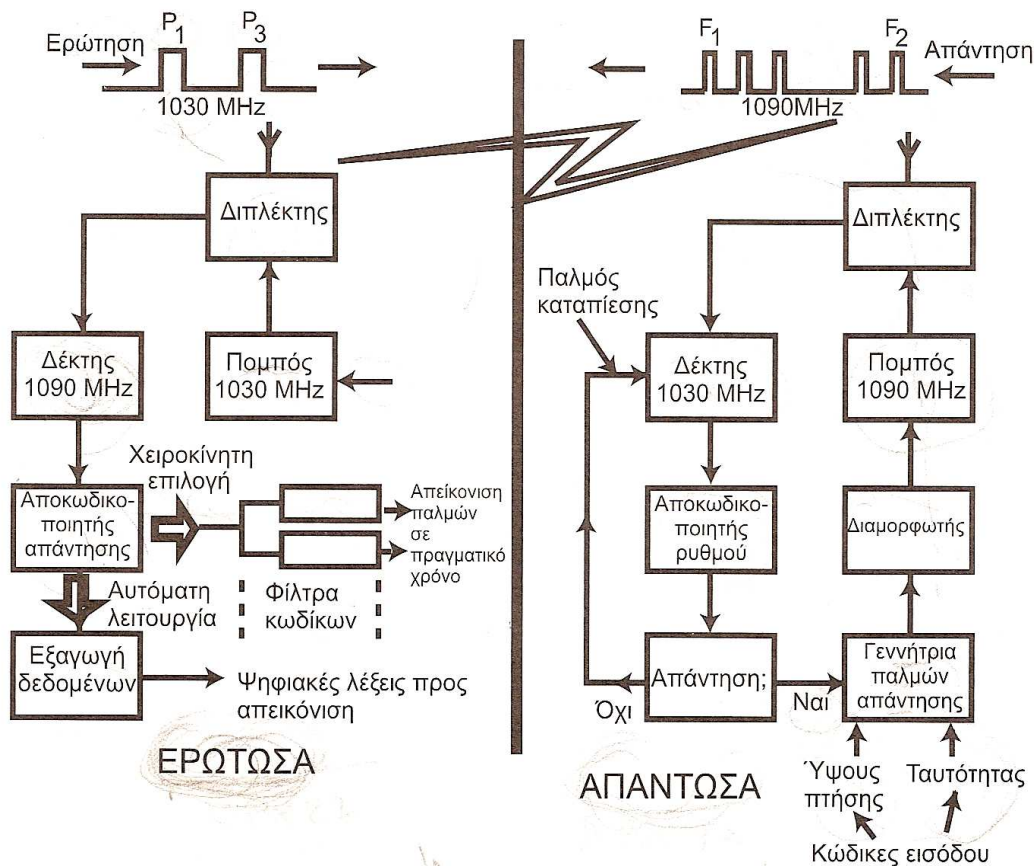 Ερώτηση
P1
P3
1030 MHz
F1
F2
Απάντηση
1090MHz
Διπλέκτης
Δέκτης
1090 MHz
Πομπός
1030 MHz
Χειροκίνητη
επιλογή
Αποκωδικο-
ποιητής
απάντησης
Απεικόνιση
παλμών
σε
πραγματικό
χρόνο
Αυτόματη
λειτουργία
Φίλτρα
κωδίκων
Εξαγωγή
δεδομένων
Ψηφιακές λέξεις προς
απεικόνιση
ΕΡΩΤΩΣΑ
Διπλέκτης
Παλμός
καταπίεσης
Δέκτης
1030 MHz
Πομπός
1090 MHz
Αποκωδικο-
ποιητής
ρυθμού
Διαμορφωτής
Απάντηση;
Όχι
Ναι
Γεννήτρια
παλμών
απάντησης
ΑΠΑΝΤΩΣΑ
Ύψους
πτήσης
Ταυτότητας
Κώδικες εισόδου